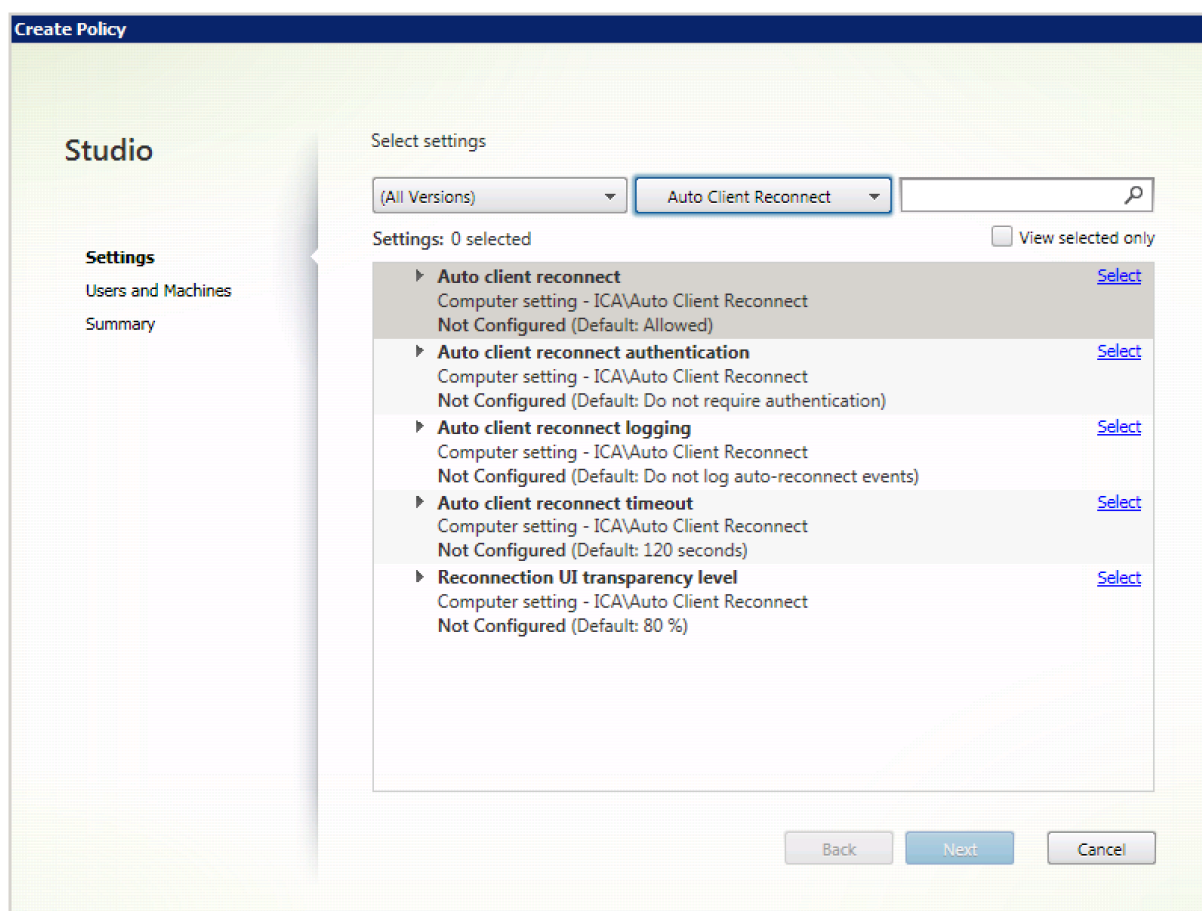 Create Policy
Studio
Settings
Users and Machines
Summary
Select settings
(All Versions)
Auto Client Reconnect
Settings: 0 selected
View selected only
Auto client reconnect
Select
Computer setting - ICA\Auto Client Reconnect
Not Configured (Default: Allowed)
Auto client reconnect authentication
Select
Computer setting - ICA\Auto Client Reconnect
Not Configured (Default: Do not require authentication)
Auto client reconnect logging
Select
Computer setting - ICA\Auto Client Reconnect
Not Configured (Default: Do not log auto-reconnect events)
Auto client reconnect timeout
Select
Computer setting - ICA\Auto Client Reconnect
Not Configured (Default: 120 seconds)
Reconnection UI transparency level
Select
Computer setting - ICA\Auto Client Reconnect
Not Configured (Default: 80 %)
Back
Next
Cancel